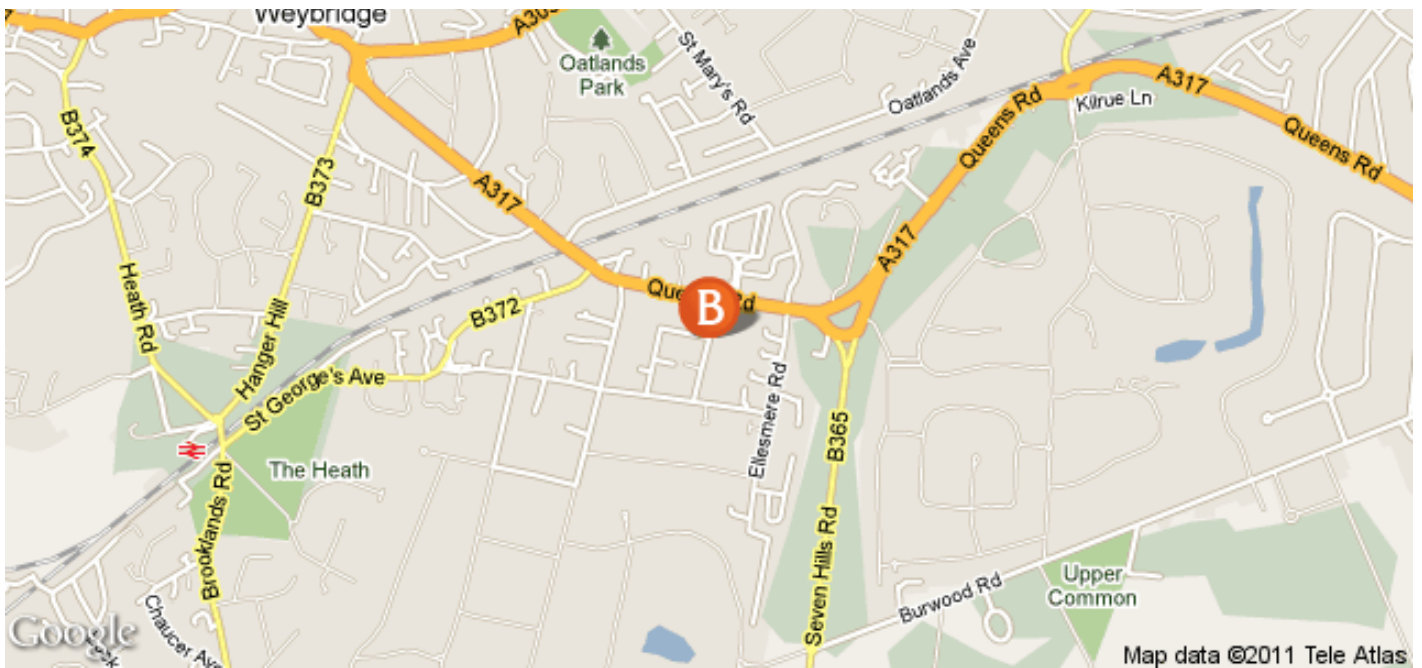 Weybridge
Oatlands
Park
St Mary's Rd
Oatlands Ave
Kilrue Ln
A317
Queens Rd
Queens Rd
B374
B373
A317
A317
Heath Rd
Hanger Hill
B372
B
St George's Ave
Ellesmere Rd
B365
The Heath
Brooklands Rd
Seven Hills Rd
Burwood Rd
Upper
Common
Chaucer Ave
Google
Map data ©2011 Tele Atlas